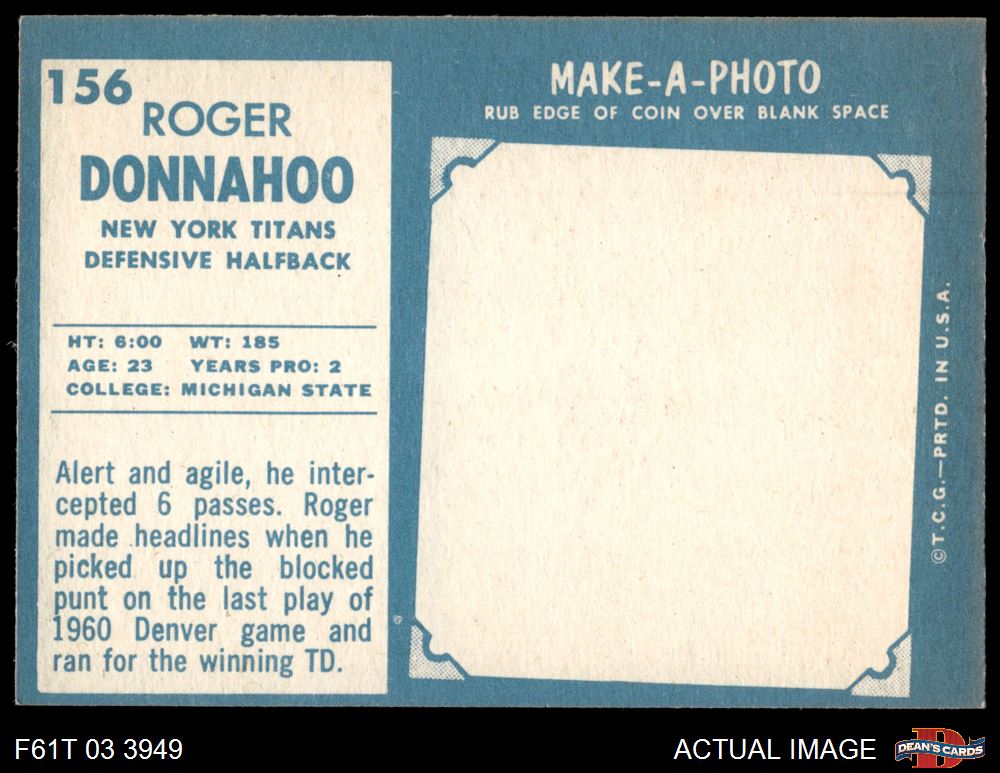 156
ROGER
DONNAHOO
NEW YORK TITANS
DEFENSIVE HALFBACK
HT: 6:00 WT: 185
AGE: 23 YEARS PRO: 2
COLLEGE: MICHIGAN STATE
Alert and agile, he inter-
cepted 6 passes. Roger
made headlines when he
picked up the blocked
punt on the last play of
1960 Denver game and
ran for the winning TD.
MAKE-A-PHOTO
RUB EDGE OF COIN OVER BLANK SPACE
©T.C.G.—PRTD. IN U.S.A.
F61T 03 3949
ACTUAL IMAGE
DEAN'S CARDS